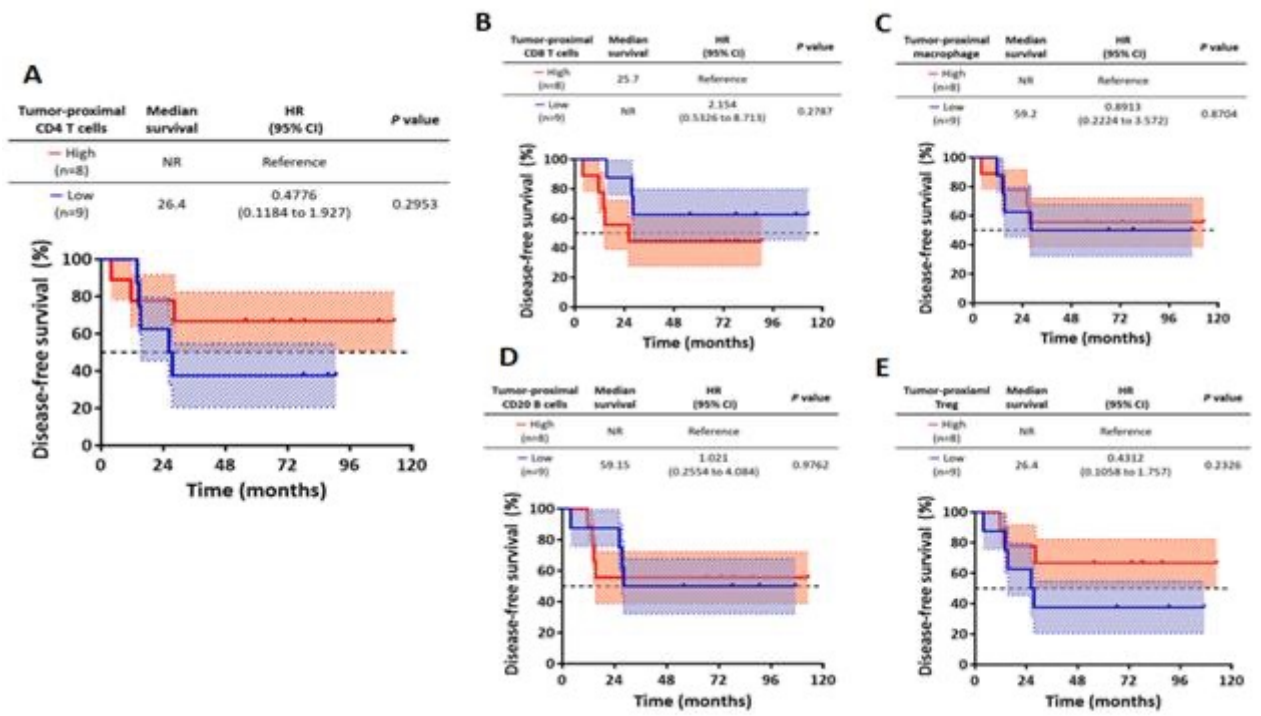 A
Tumor-proximal CD4 T cells Median survival HR (95% CI) P value
High (n=8) NR Reference
Low (n=9) 26.4 0.4776 (0.1184 to 1.927) 0.2953
Disease-free survival (%)
100
80
60
40
20
0
0 24 48 72 96 120
Time (months)
B
Tumor-proximal CD8 T cells Median survival HR (95% CI) P value
High (n=8) 25.7 Reference
Low (n=9) NR 2.154 (0.5326 to 8.713) 0.2787
Disease-free survival (%)
100
80
60
40
20
0
0 24 48 72 96 120
Time (months)
C
Tumor-proximal macrophage Median survival HR (95% CI) P value
High (n=8) NR Reference
Low (n=9) 59.2 0.8913 (0.2224 to 3.572) 0.8704
Disease-free survival (%)
100
80
60
40
20
0
0 24 48 72 96 120
Time (months)
D
Tumor-proximal CD20 B cells Median survival HR (95% CI) P value
High (n=8) NR Reference
Low (n=9) 59.15 1.021 (0.2554 to 4.084) 0.9762
Disease-free survival (%)
100
80
60
40
20
0
0 24 48 72 96 120
Time (months)
E
Tumor-proxiaml Treg Median survival HR (95% CI) P value
High (n=8) NR Reference
Low (n=9) 26.4 0.4312 (0.1058 to 1.757) 0.2326
Disease-free survival (%)
100
80
60
40
20
0
0 24 48 72 96 120
Time (months)